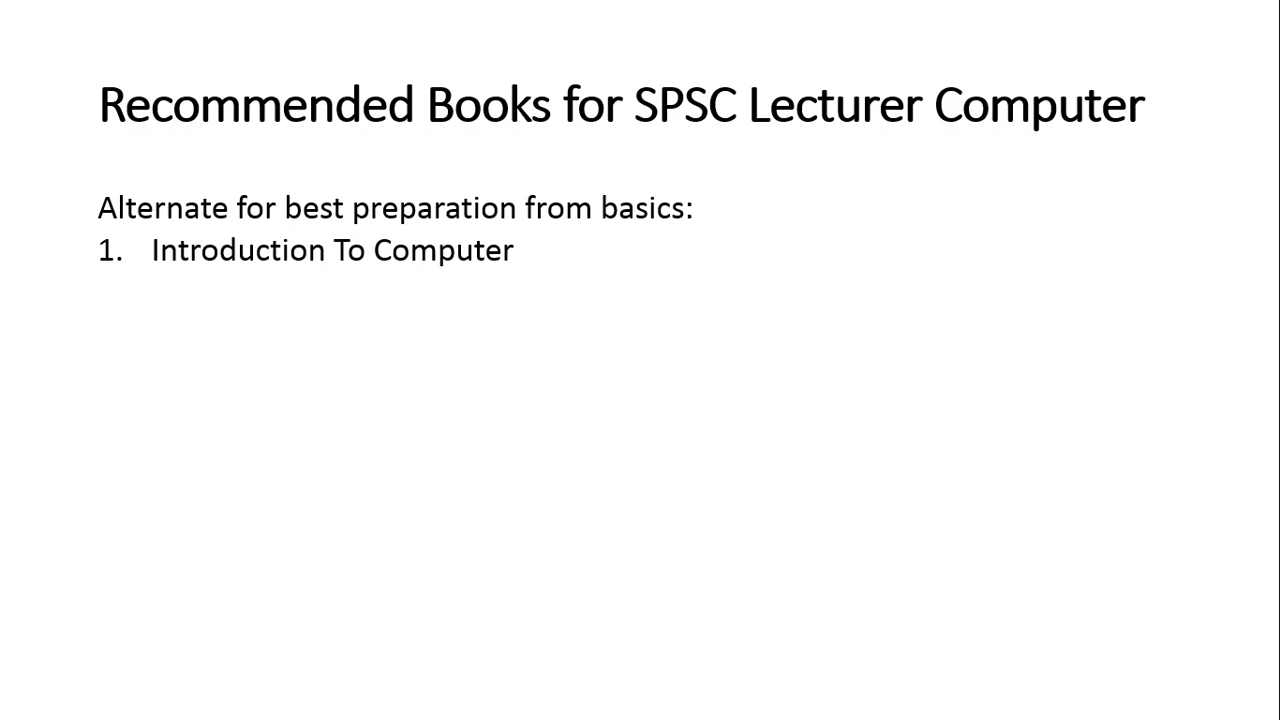 Recommended Books for SPSC Lecturer Computer
Alternate for best preparation from basics:
1. Introduction To Computer